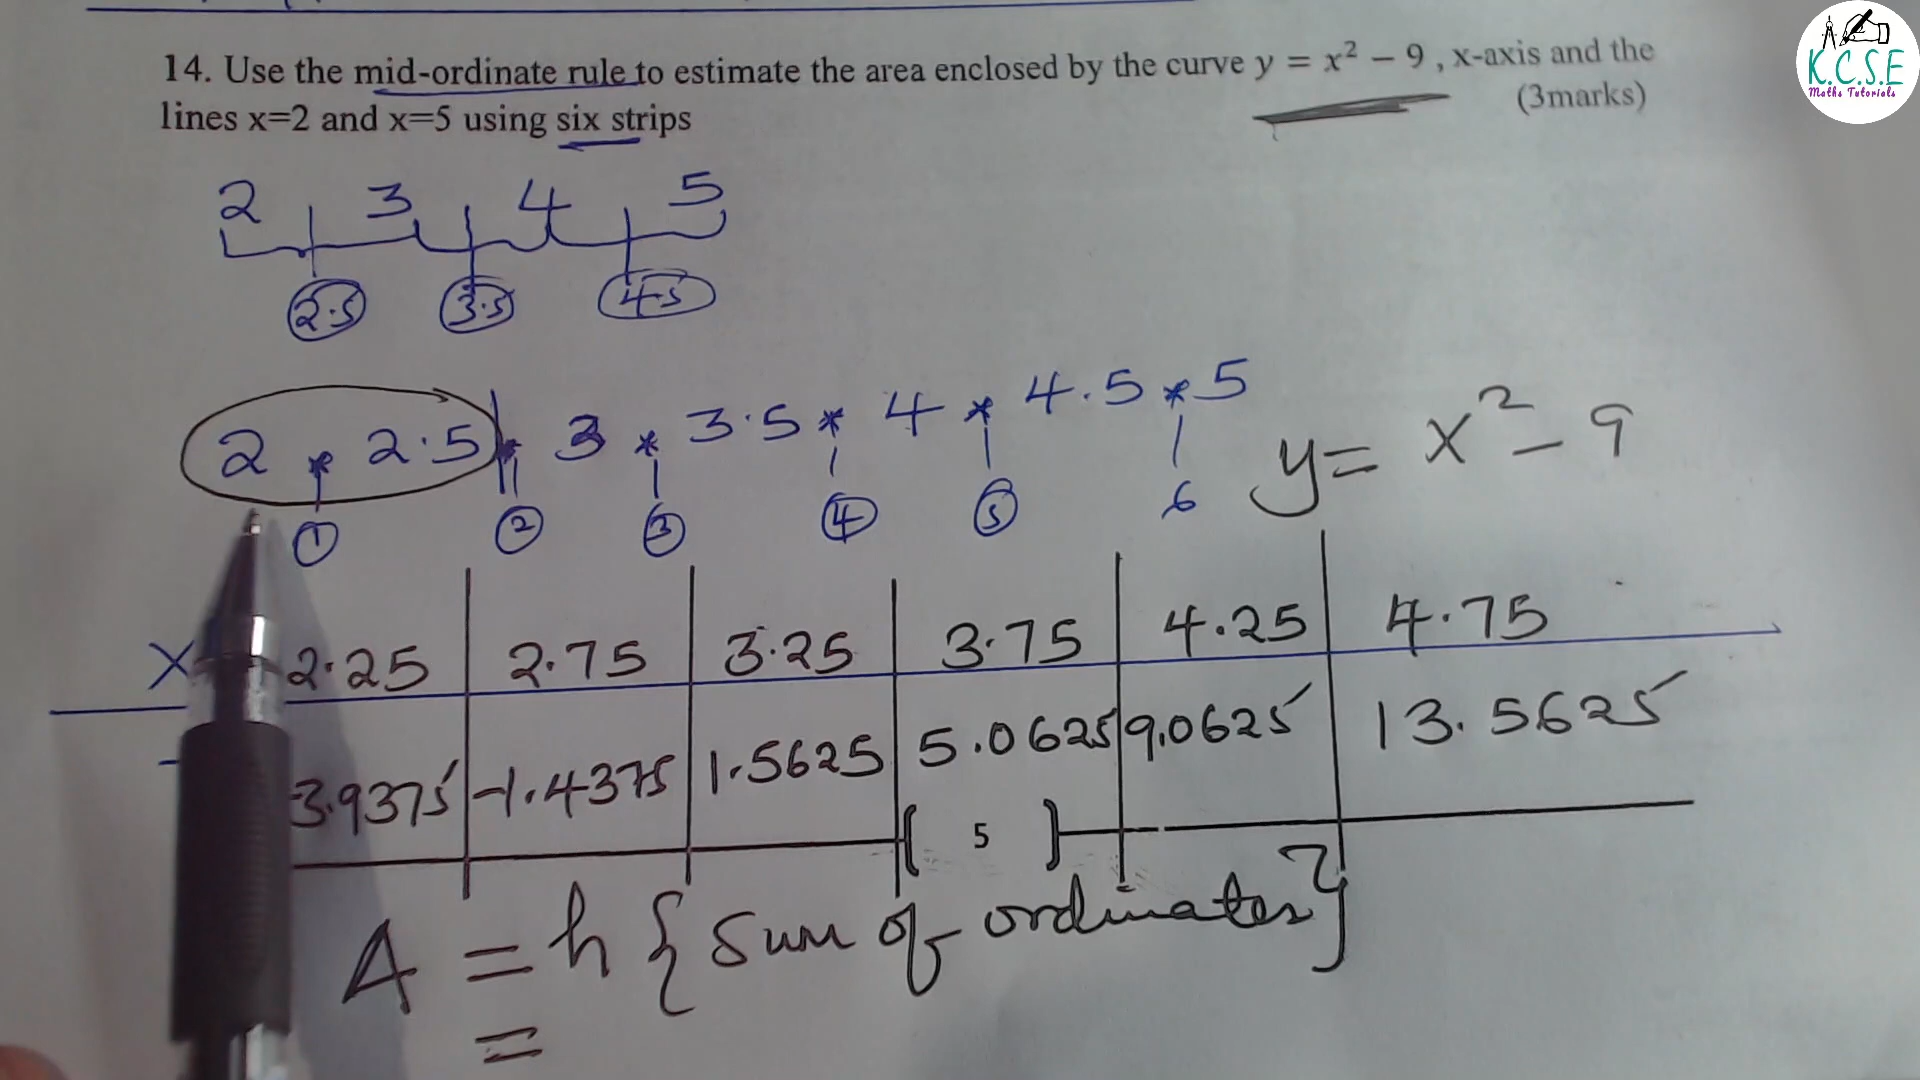 K.C.S.E
Maths Tutorials
14. Use the mid-ordinate rule to estimate the area enclosed by the curve y = x² − 9 , x-axis and the
lines x=2 and x=5 using six strips
(3marks)
2 3 4 5
2.5 3.5 4.5
2 * 2.5 * 3 * 3.5 * 4 * 4.5 * 5
1 2 3 4 5 6
y = x² − 9
x 2.25 2.75 3.25 3.75 4.25 4.75
-3.9375 -1.4375 1.5625 5.0625 9.0625 13.5625
[ 5 ]
A = h { Sum of ordinates }
=